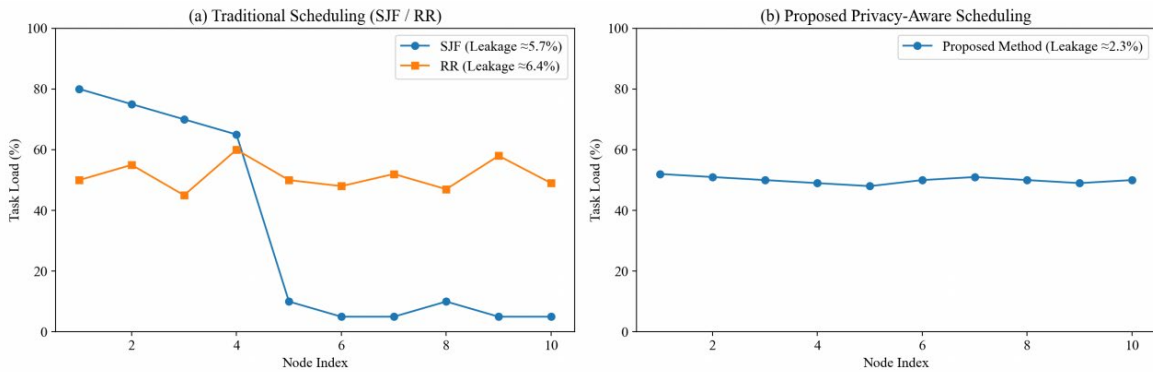 (a) Traditional Scheduling (SJF / RR)
100
80
60
40
20
0
Task Load (%)
SJF (Leakage ≈5.7%)
RR (Leakage ≈6.4%)
2
4
6
8
10
Node Index
(b) Proposed Privacy-Aware Scheduling
100
80
60
40
20
0
Task Load (%)
Proposed Method (Leakage ≈2.3%)
2
4
6
8
10
Node Index